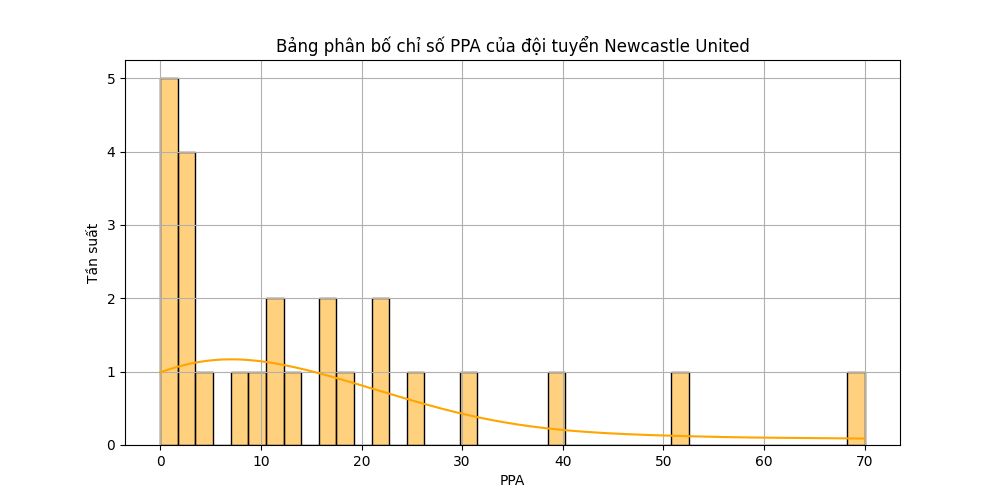 Bảng phân bố chỉ số PPA của đội tuyển Newcastle United
Tần suất
5
4
3
2
1
0
0 10 20 30 40 50 60 70
PPA